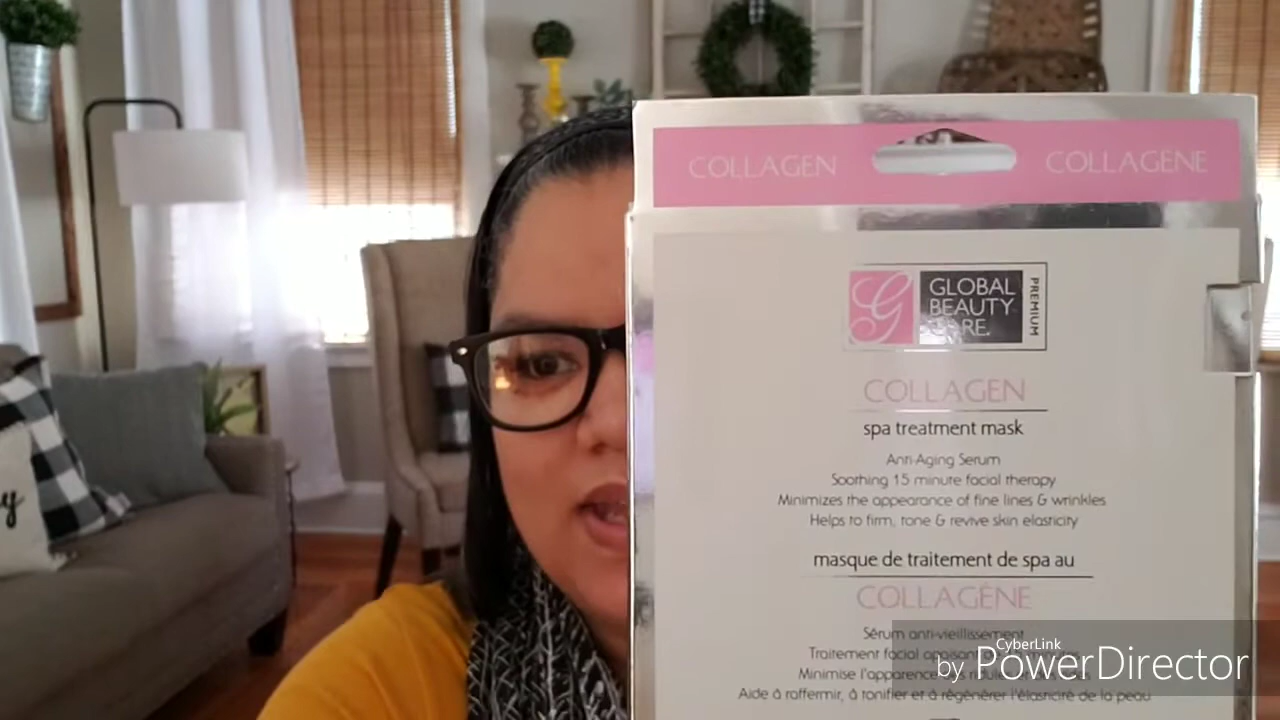 COLLAGEN
COLLAGÈNE
G
GLOBAL
BEAUTY
CARE.
PREMIUM
COLLAGEN
spa treatment mask
Anti-Aging Serum
Soothing 15 minute facial therapy
Minimizes the appearance of fine lines & wrinkles
Helps to firm, tone & revive skin elasticity
masque de traitement de spa au
COLLAGÈNE
Sérum anti-vieillissement
Traitement facial apaisant
Minimise l'apparence
Aide à raffermir, à tonifier et à régénérer l'élasticité de la peau
CyberLink
by PowerDirector
y